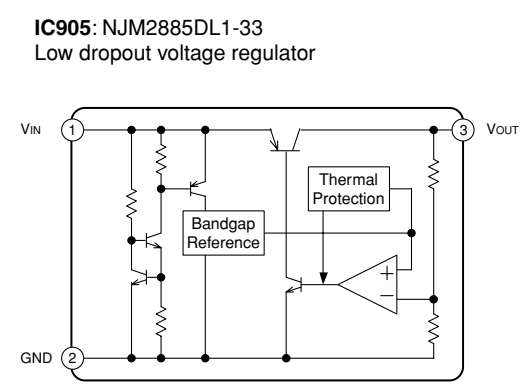 IC905: NJM2885DL1-33
Low dropout voltage regulator
VIN 1
3 VOUT
Thermal
Protection
Bandgap
Reference
+
−
GND 2